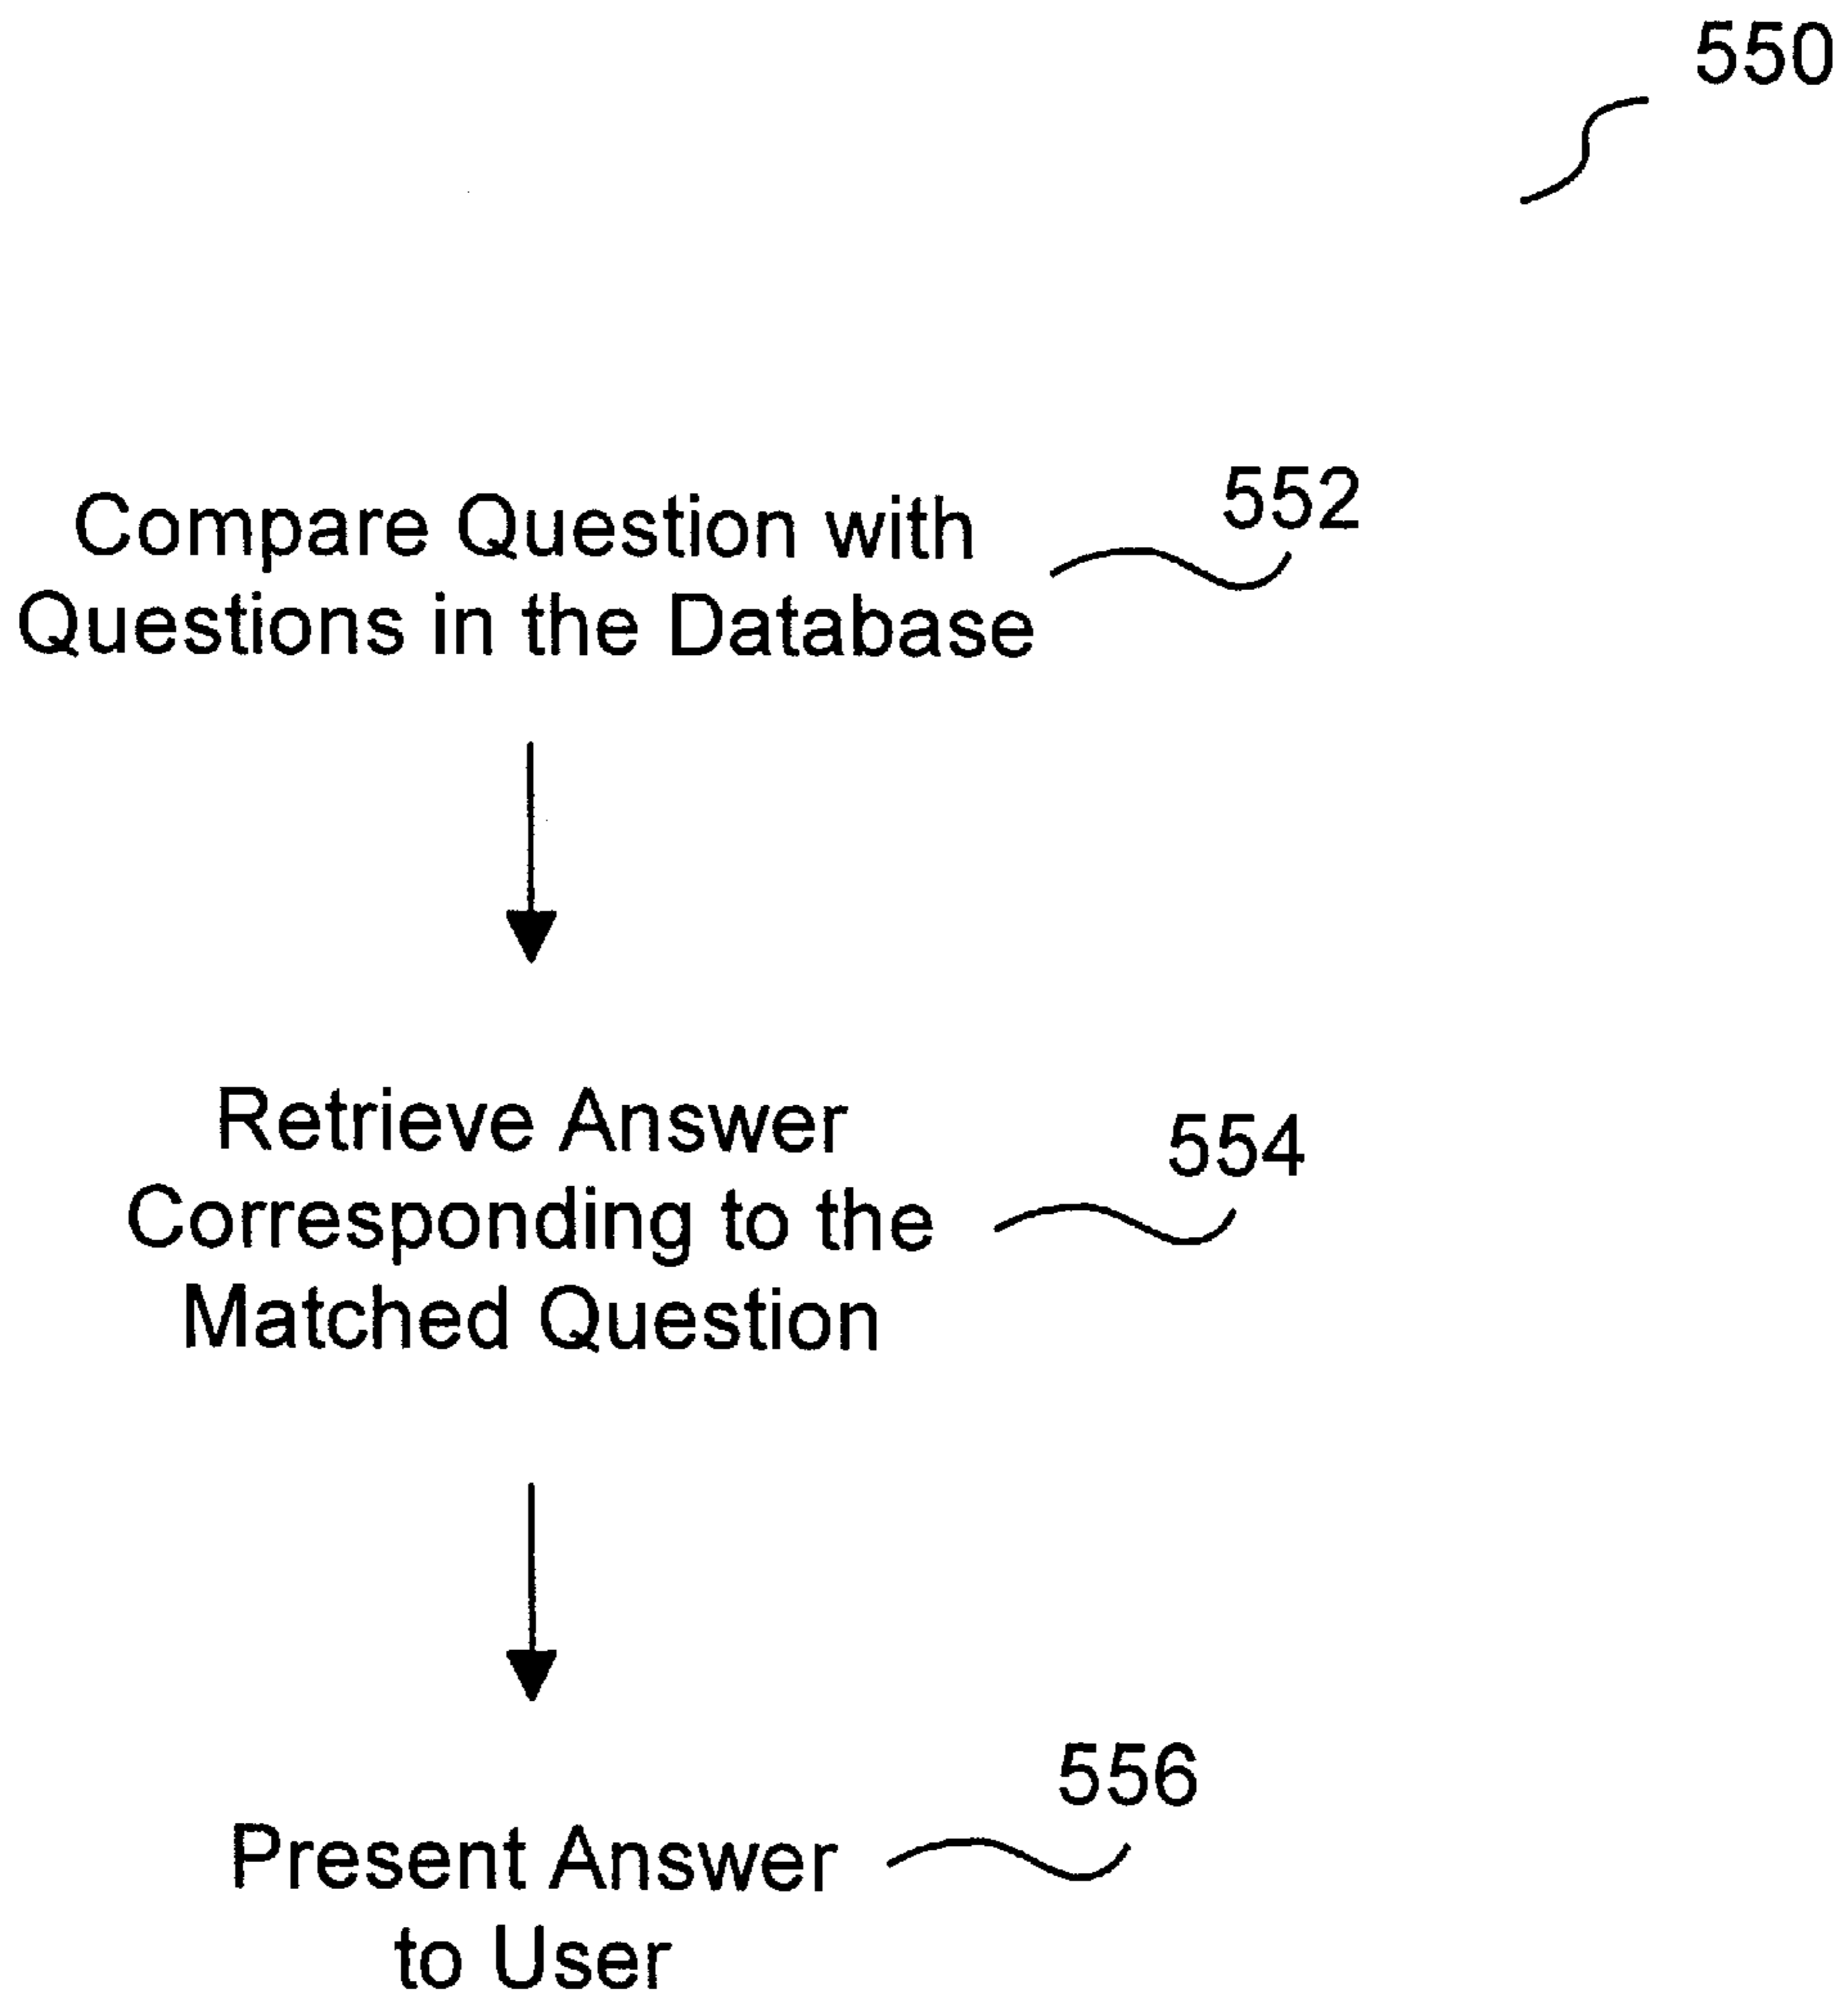 550
Compare Question with
552
Questions in the Database
Retrieve Answer
554
Corresponding to the
Matched Question
556
Present Answer
to User